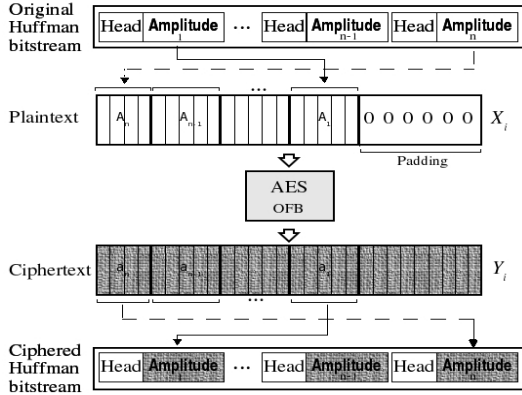 Original Huffman bitstream
Head Amplitude 1 ... Head Amplitude n-1 Head Amplitude n
...
Plaintext A n A n-1 A 1 0 0 0 0 0 0 X i
Padding
AES
OFB
Ciphertext a n a n-1 a 1 Y i
...
Ciphered Huffman bitstream
Head Amplitude 1 ... Head Amplitude n-1 Head Amplitude n